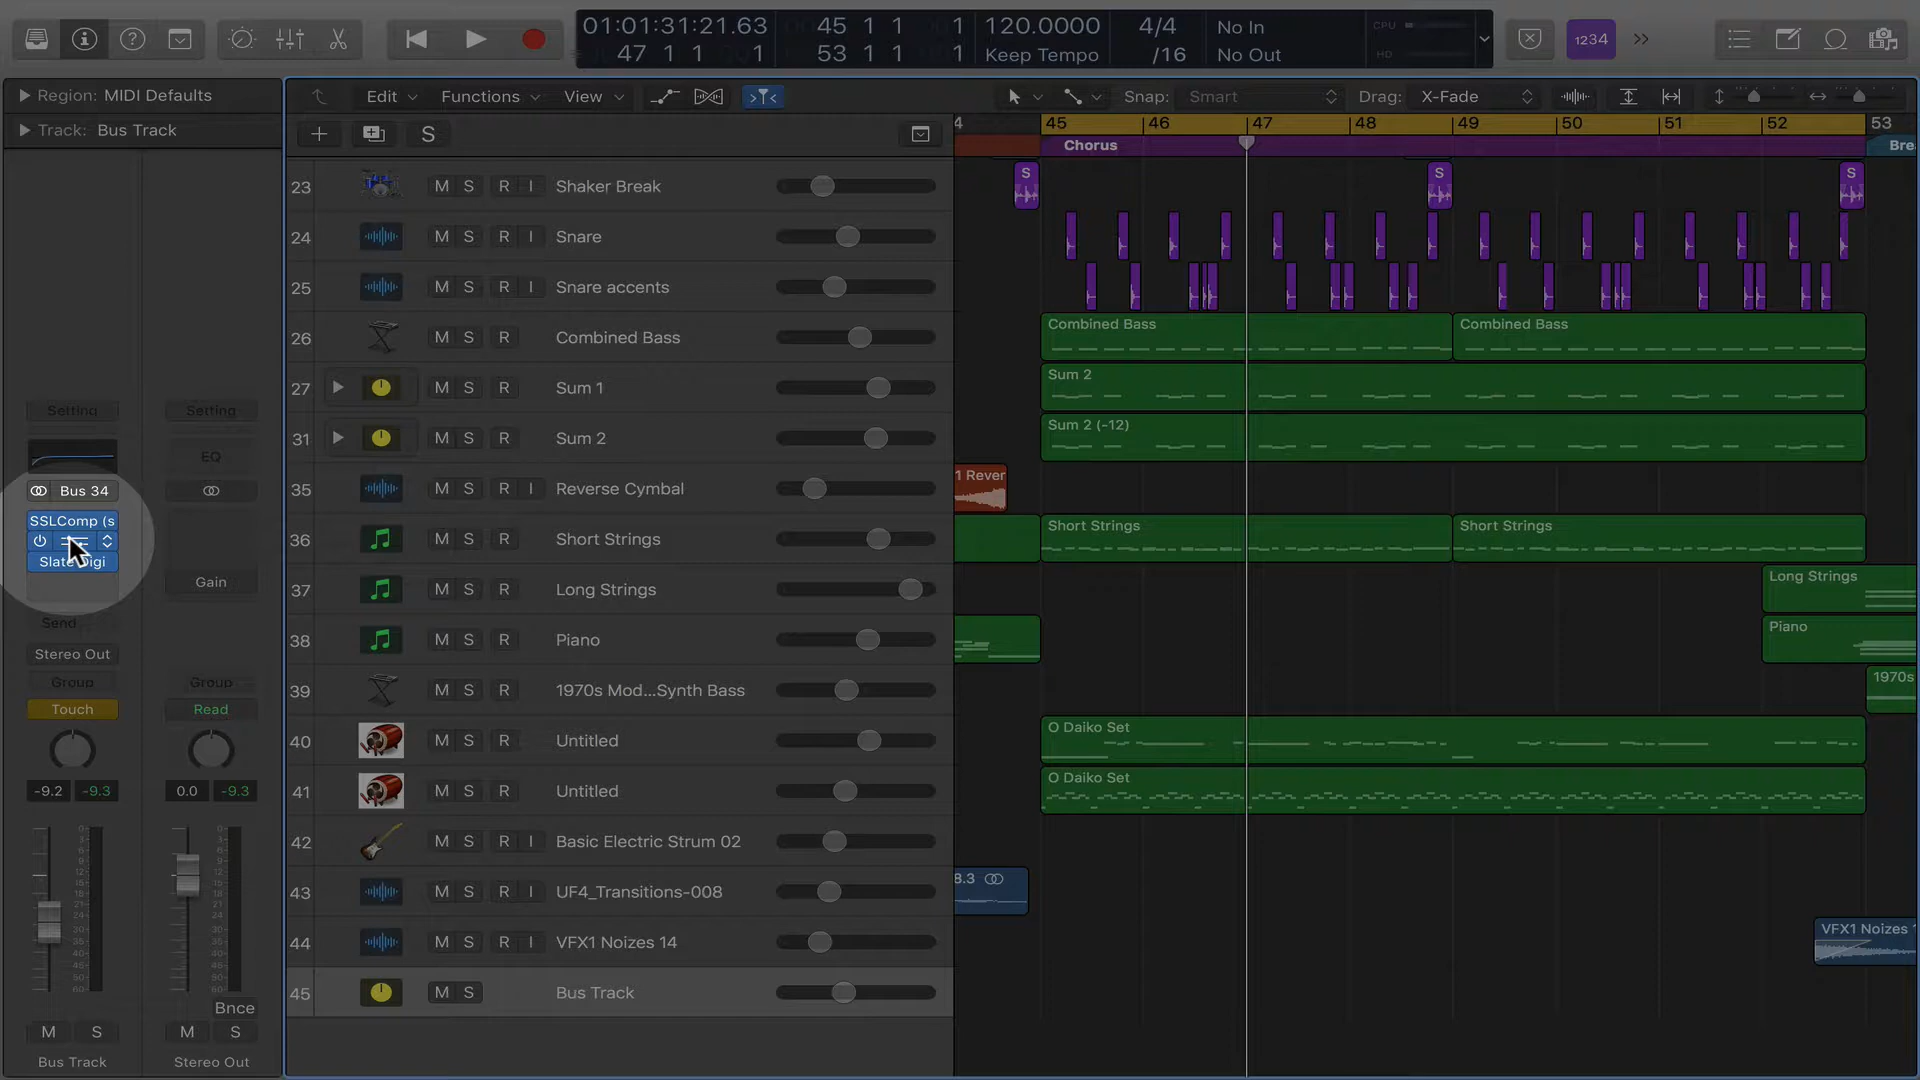 01:01:31:21.63
45 1 1 1
120.0000
4/4
No In
CPU
1234
47 1 1 1
53 1 1
Keep Tempo
/16
No Out
HD
Region: MIDI Defaults
Edit
Functions
View
Snap: Smart
Drag: X-Fade
Track: Bus Track
S
4
45
46
47
48
49
50
51
52
53
Chorus
Brea
23 M S R I Shaker Break
S
S
S
24 M S R I Snare
25 M S R I Snare accents
26 M S R Combined Bass
Combined Bass
Combined Bass
27 M S R Sum 1
Sum 2
31 M S R Sum 2
Sum 2 (-12)
35 M S R I Reverse Cymbal
1 Rever
36 M S R Short Strings
Short Strings
Short Strings
37 M S R Long Strings
Long Strings
38 M S R Piano
Piano
39 M S R 1970s Mod...Synth Bass
1970s
40 M S R Untitled
O Daiko Set
41 M S R Untitled
O Daiko Set
42 M S R I Basic Electric Strum 02
43 M S R I UF4_Transitions-008
8.3
44 M S R I VFX1 Noizes 14
VFX1 Noizes 1
45 M S Bus Track
Setting
Setting
EQ
Bus 34
SSLComp (s
Gain
Send
Stereo Out
Group
Group
Touch
Read
-9.2 -9.3
0.0 -9.3
Bnce
M S
M S
Bus Track
Stereo Out